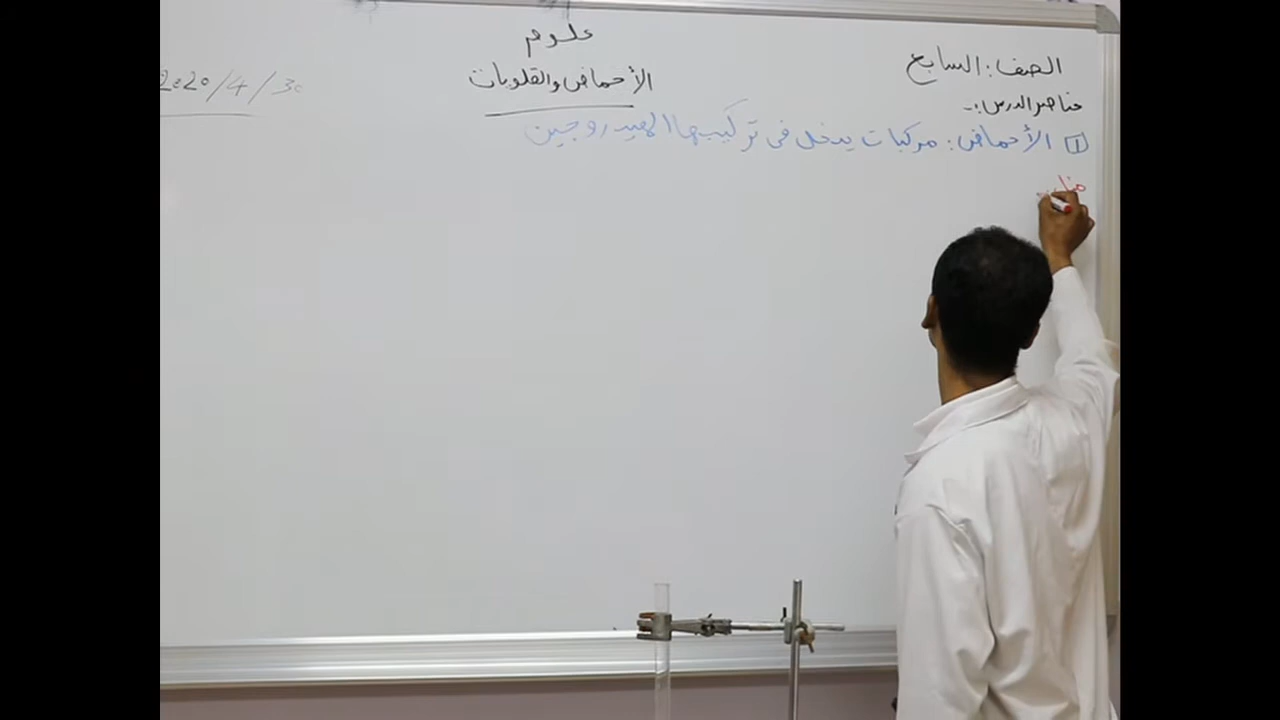 علوم
الصف: السابع
الأحماض والقلويات
2020/4/30
عناصر الدرس:-
1 الأحماض: مركبات يدخل في تركيبها الهيدروجين